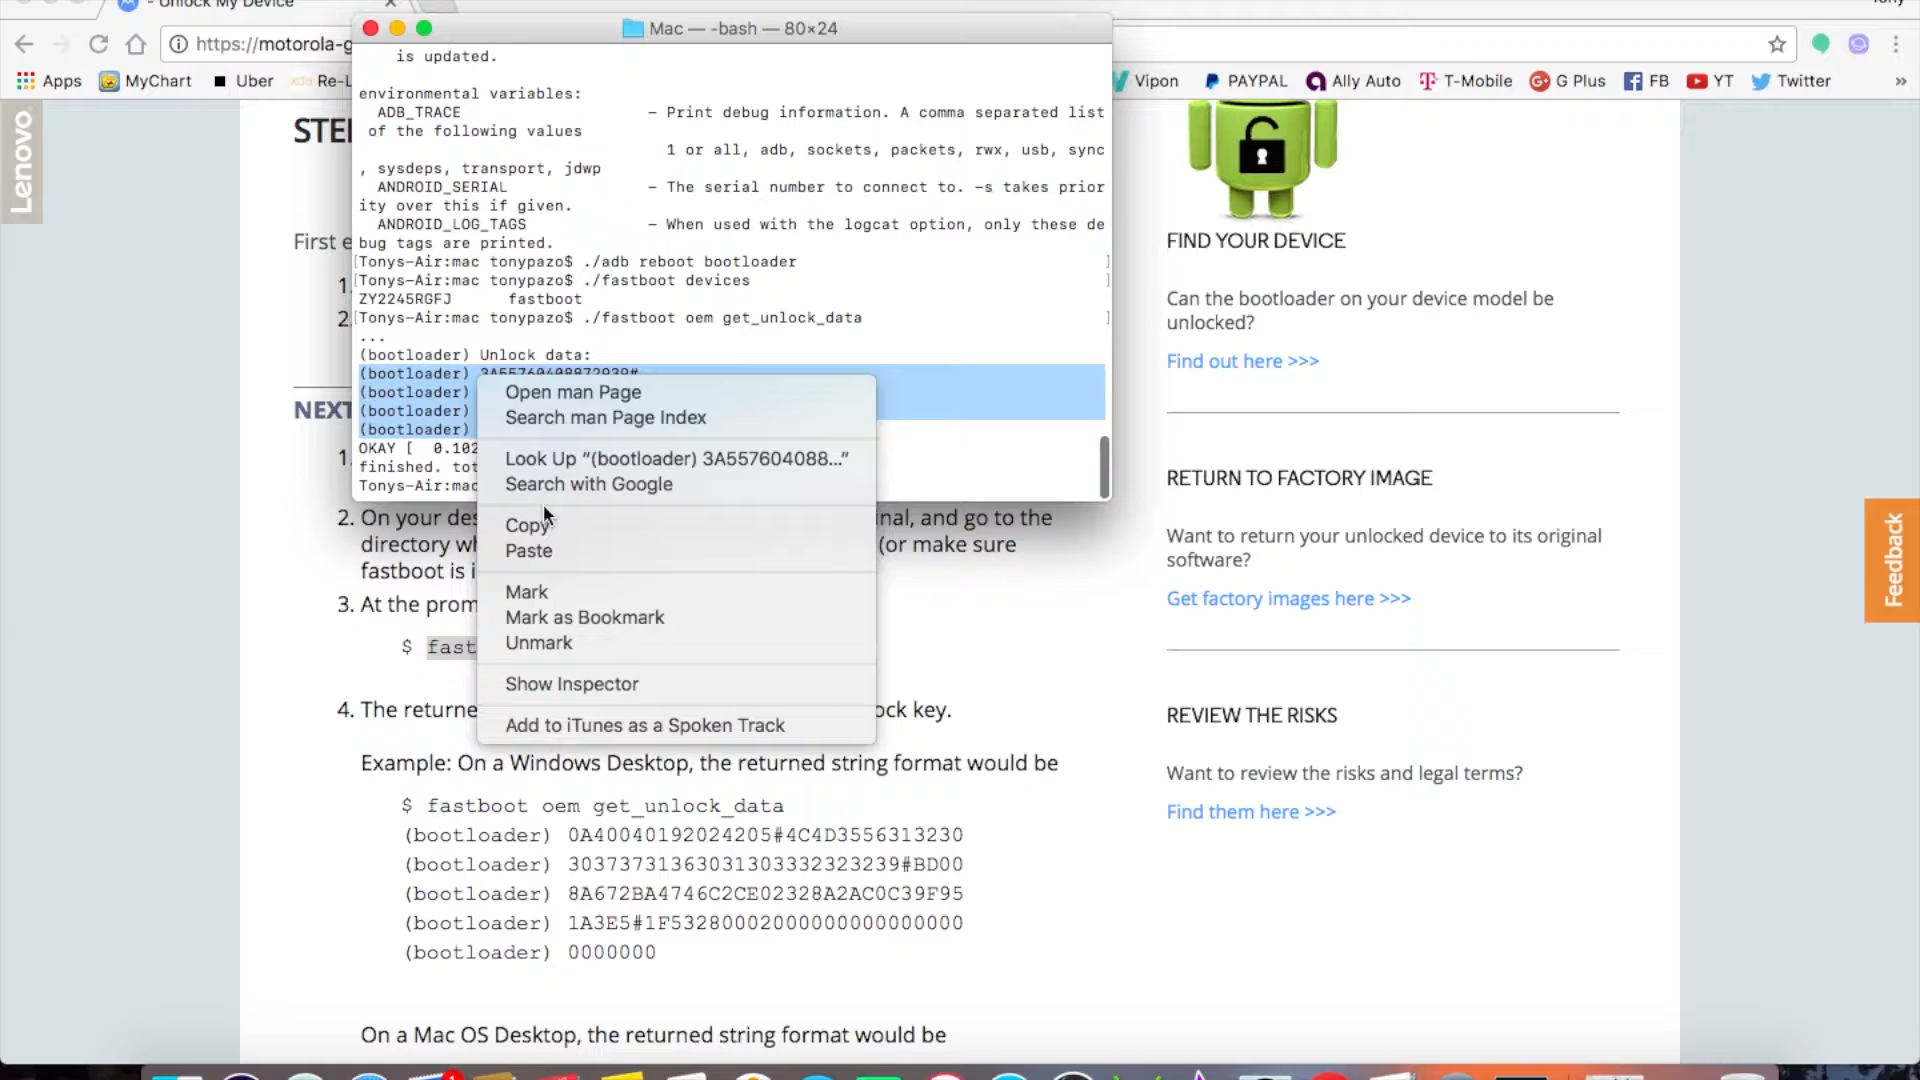 - Unlock My Device
Tony
https://motorola-g
Apps
MyChart
Uber
Re-L
Vipon
PAYPAL
Ally Auto
T-Mobile
G Plus
FB
YT
Twitter
»
Mac — -bash — 80×24
is updated.
environmental variables:
ADB_TRACE – Print debug information. A comma separated list
of the following values
1 or all, adb, sockets, packets, rwx, usb, sync
, sysdeps, transport, jdwp
ANDROID_SERIAL – The serial number to connect to. –s takes prior
ity over this if given.
ANDROID_LOG_TAGS – When used with the logcat option, only these de
bug tags are printed.
[Tonys-Air:mac tonypazo$ ./adb reboot bootloader ]
[Tonys-Air:mac tonypazo$ ./fastboot devices ]
ZY2245RGFJ fastboot
[Tonys-Air:mac tonypazo$ ./fastboot oem get_unlock_data ]
...
(bootloader) Unlock data:
(bootloader) 3A55760408872939#
(bootloader)
(bootloader)
(bootloader)
OKAY [ 0.102
finished. tot
Tonys-Air:mac
Open man Page
Search man Page Index
Look Up “(bootloader) 3A557604088...”
Search with Google
Copy
Paste
Mark
Mark as Bookmark
Unmark
Show Inspector
Add to iTunes as a Spoken Track
Lenovo
STE
First e
1.
2.
NEXT
1.
2. On your des inal, and go to the
directory wh (or make sure
fastboot is i
3. At the prom
$ fast
4. The returne ock key.
Example: On a Windows Desktop, the returned string format would be
$ fastboot oem get_unlock_data
(bootloader) 0A40040192024205#4C4D3556313230
(bootloader) 30373731363031303332323239#BD00
(bootloader) 8A672BA4746C2CE02328A2AC0C39F95
(bootloader) 1A3E5#1F53280002000000000000000
(bootloader) 0000000
On a Mac OS Desktop, the returned string format would be
FIND YOUR DEVICE
Can the bootloader on your device model be
unlocked?
Find out here >>>
RETURN TO FACTORY IMAGE
Want to return your unlocked device to its original
software?
Get factory images here >>>
REVIEW THE RISKS
Want to review the risks and legal terms?
Find them here >>>
Feedback
1